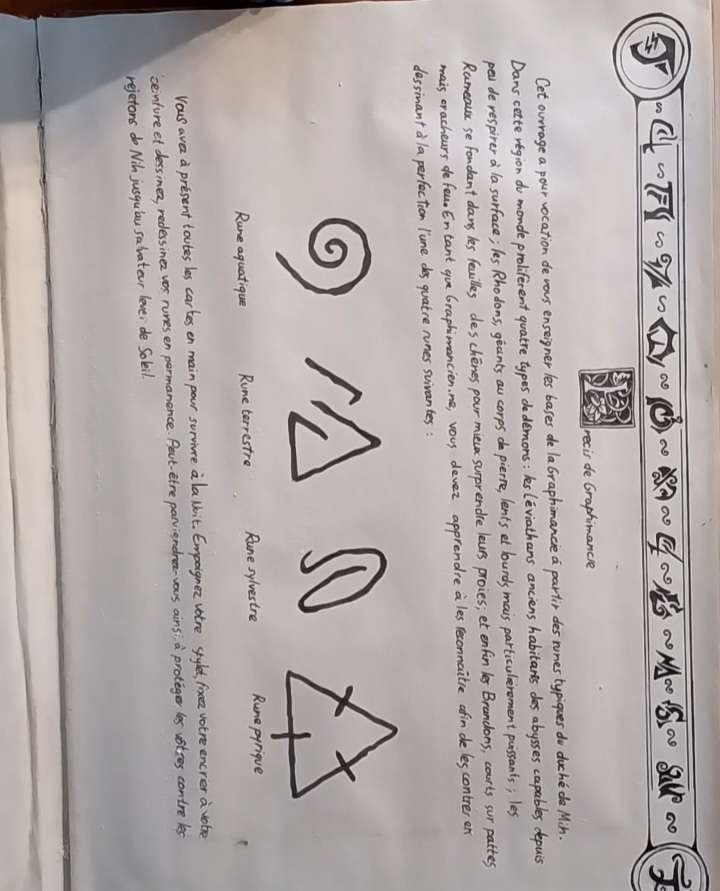 Precis de Graphimancie
Cet ouvrage a pour vocation de vous enseigner les bases de la Graphimancie à partir des runes typiques du duché de Mih.
Dans cette région du monde prolifèrent quatre types de démons : les Léviathans anciens habitants des abysses capables depuis
peu de respirer à la surface ; les Rhodons, géants au corps de pierre, lents et lourds mais particulièrement puissants ; les
Rameaux se fondant dans les feuilles des chênes pour mieux surprendre leurs proies ; et enfin les Brandons, courts sur pattes
mais cracheurs de feu. En tant que Graphimancien.ne, vous devez apprendre à les reconnaître afin de les contrer en
dessinant à la perfection l'une des quatre runes suivantes :
Rune aquatique Rune terrestre Rune sylvestre Rune pyrique
Vous avez à présent toutes les cartes en main pour survivre à la Nuit. Empoignez votre stylet, fixez votre encrier à votre
ceinture et dessinez, redessinez vos runes en permanence. Peut-être parviendrez-vous ainsi à protéger les vôtres contre les
rejetons de Nih jusqu'au salvateur lever de Soleil.